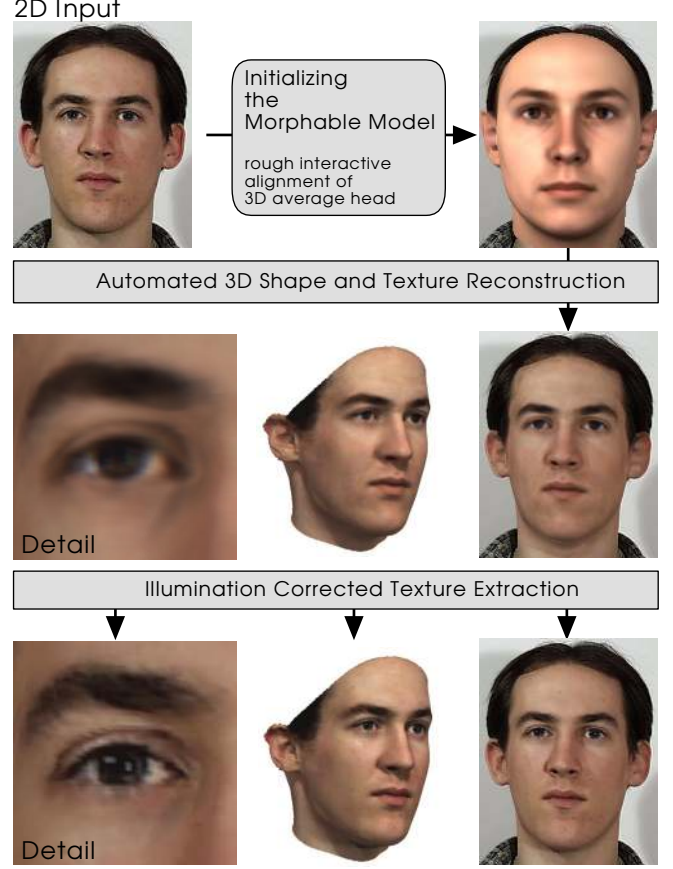 2D Input
Initializing
the
Morphable Model
rough interactive
alignment of
3D average head
Automated 3D Shape and Texture Reconstruction
Detail
Illumination Corrected Texture Extraction
Detail